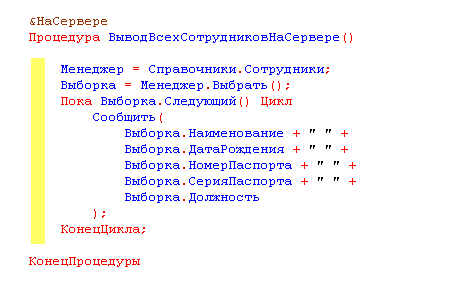 &НаСервере
Процедура ВыводВсехСотрудниковНаСервере()
Менеджер = Справочники.Сотрудники;
Выборка = Менеджер.Выбрать();
Пока Выборка.Следующий() Цикл
Сообщить(
Выборка.Наименование + " " +
Выборка.ДатаРождения + " " +
Выборка.НомерПаспорта + " " +
Выборка.СерияПаспорта + " " +
Выборка.Должность
);
КонецЦикла;
КонецПроцедуры